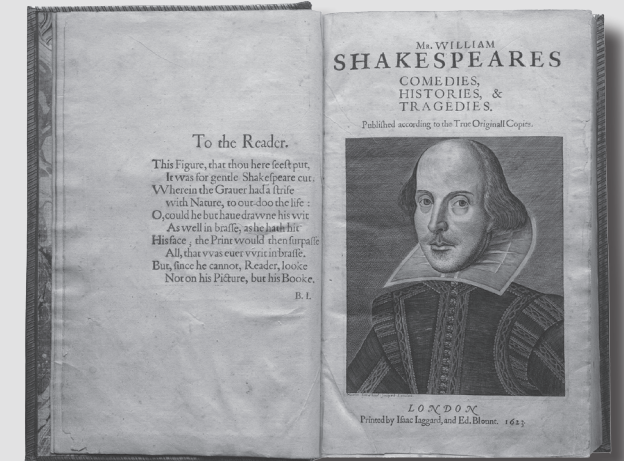 To the Reader.
This Figure, that thou here seest put,
It was for gentle Shakespeare cut;
Wherein the Grauer had a strife
with Nature, to out-doo the life :
O, could he but haue drawne his wit
As well in brasse, as he hath hit
His face ; the Print would then surpasse
All, that vvas euer vvrit in brasse.
But, since he cannot, Reader, looke
Not on his Picture, but his Booke.
B. I.
Mr. WILLIAM
SHAKESPEARES
COMEDIES,
HISTORIES, &
TRAGEDIES.
Published according to the True Originall Copies.
LONDON
Printed by Isaac Iaggard, and Ed. Blount. 1623